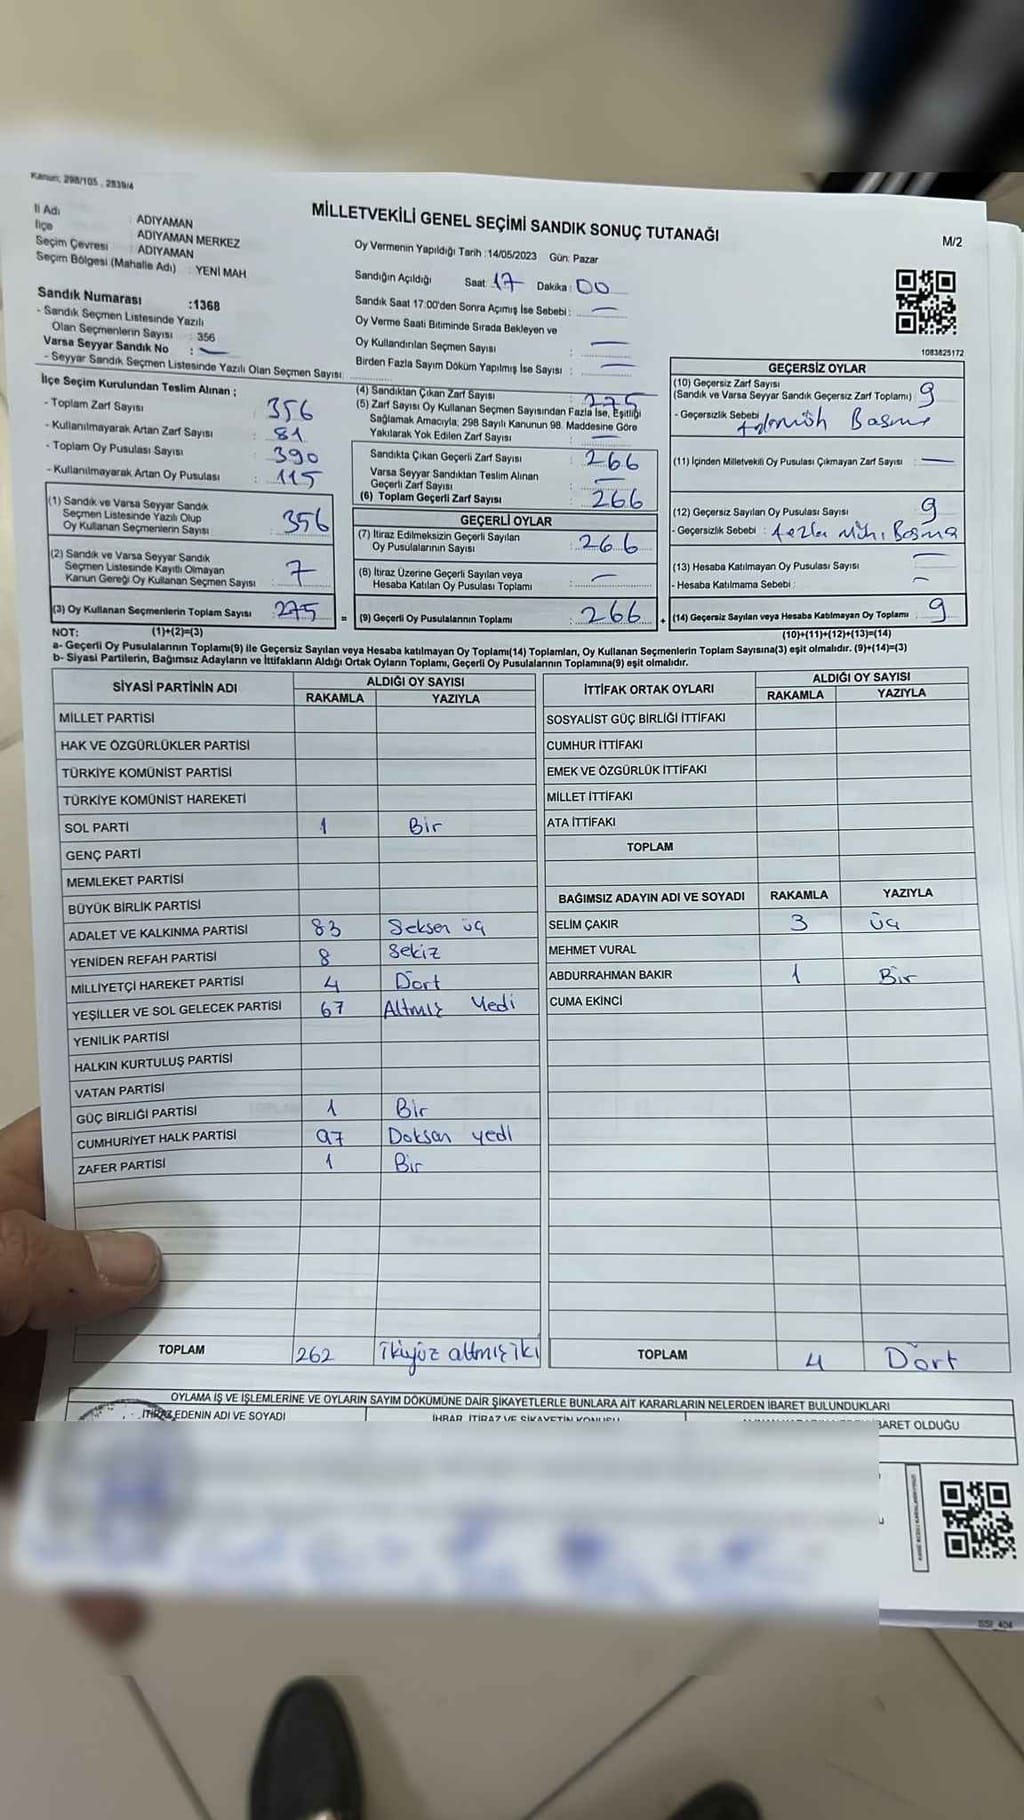 Kanun; 298/105 , 2839/4
MİLLETVEKİLİ GENEL SEÇİMİ SANDIK SONUÇ TUTANAĞI
M/2
İl Adı : ADIYAMAN
İlçe : ADIYAMAN MERKEZ
Seçim Çevresi : ADIYAMAN
Seçim Bölgesi (Mahalle Adı) : YENİ MAH
Sandık Numarası :1368
- Sandık Seçmen Listesinde Yazılı
Olan Seçmenlerin Sayısı : 356
Varsa Seyyar Sandık No : —
- Seyyar Sandık Seçmen Listesinde Yazılı Olan Seçmen Sayısı:
Oy Vermenin Yapıldığı Tarih :14/05/2023 Gün: Pazar
Sandığın Açıldığı Saat: 17 Dakika: 00
Sandık Saat 17.00'den Sonra Açımış İse Sebebi : —
Oy Verme Saati Bitiminde Sırada Bekleyen ve
Oy Kullandırılan Seçmen Sayısı : —
Birden Fazla Sayım Döküm Yapılmış İse Sayısı : —
1083825172
İlçe Seçim Kurulundan Teslim Alınan ;
- Toplam Zarf Sayısı : 356
- Kullanılmayarak Artan Zarf Sayısı : 81
- Toplam Oy Pusulası Sayısı : 390
- Kullanılmayarak Artan Oy Pusulası : 115
(1) Sandık ve Varsa Seyyar Sandık
Seçmen Listesinde Yazılı Olup
Oy Kullanan Seçmenlerin Sayısı : 356
(2) Sandık ve Varsa Seyyar Sandık
Seçmen Listesinde Kayıtlı Olmayan
Kanun Gereği Oy Kullanan Seçmen Sayısı : 7
(3) Oy Kullanan Seçmenlerin Toplam Sayısı : 275
(1)+(2)=(3)
(4) Sandıktan Çıkan Zarf Sayısı : 275
(5) Zarf Sayısı Oy Kullanan Seçmen Sayısından Fazla İse, Eşitliği
Sağlamak Amacıyla; 298 Sayılı Kanunun 98. Maddesine Göre
Yakılarak Yok Edilen Zarf Sayısı : —
Sandıkta Çıkan Geçerli Zarf Sayısı : 266
Varsa Seyyar Sandıktan Teslim Alınan
Geçerli Zarf Sayısı : —
(6) Toplam Geçerli Zarf Sayısı : 266
GEÇERLİ OYLAR
(7) İtiraz Edilmeksizin Geçerli Sayılan
Oy Pusulalarının Sayısı : 266
(8) İtiraz Üzerine Geçerli Sayılan veya
Hesaba Katılan Oy Pusulası Toplamı : —
= (9) Geçerli Oy Pusulalarının Toplamı : 266
GEÇERSİZ OYLAR
(10) Geçersiz Zarf Sayısı
(Sandık ve Varsa Seyyar Sandık Geçersiz Zarf Toplamı) : 9
- Geçersizlik Sebebi : Basma
(11) İçinden Milletvekili Oy Pusulası Çıkmayan Zarf Sayısı : —
(12) Geçersiz Sayılan Oy Pusulası Sayısı : 9
- Geçersizlik Sebebi : Basma
(13) Hesaba Katılmayan Oy Pusulası Sayısı : —
- Hesaba Katılmama Sebebi : —
+ (14) Geçersiz Sayılan veya Hesaba Katılmayan Oy Toplamı : 9
(10)+(11)+(12)+(13)=(14)
NOT:
a- Geçerli Oy Pusulalarının Toplamı(9) ile Geçersiz Sayılan veya Hesaba katılmayan Oy Toplamı(14) Toplamları, Oy Kullanan Seçmenlerin Toplam Sayısına(3) eşit olmalıdır. (9)+(14)=(3)
b- Siyasi Partilerin, Bağımsız Adayların ve İttifakların Aldığı Ortak Oyların Toplamı, Geçerli Oy Pusulalarının Toplamına(9) eşit olmalıdır.
SİYASİ PARTİNİN ADI
ALDIĞI OY SAYISI
RAKAMLA YAZIYLA
MİLLET PARTİSİ
HAK VE ÖZGÜRLÜKLER PARTİSİ
TÜRKİYE KOMÜNİST PARTİSİ
TÜRKİYE KOMÜNİST HAREKETİ
SOL PARTİ 1 Bir
GENÇ PARTİ
MEMLEKET PARTİSİ
BÜYÜK BİRLİK PARTİSİ
ADALET VE KALKINMA PARTİSİ 83 Seksen üç
YENİDEN REFAH PARTİSİ 8 Sekiz
MİLLİYETÇİ HAREKET PARTİSİ 4 Dört
YEŞİLLER VE SOL GELECEK PARTİSİ 67 Altmış Yedi
YENİLİK PARTİSİ
HALKIN KURTULUŞ PARTİSİ
VATAN PARTİSİ
GÜÇ BİRLİĞİ PARTİSİ 1 Bir
CUMHURİYET HALK PARTİSİ 97 Doksan yedi
ZAFER PARTİSİ 1 Bir
TOPLAM 262 İkiyüz altmışiki
İTTİFAK ORTAK OYLARI
ALDIĞI OY SAYISI
RAKAMLA YAZIYLA
SOSYALİST GÜÇ BİRLİĞİ İTTİFAKI
CUMHUR İTTİFAKI
EMEK VE ÖZGÜRLÜK İTTİFAKI
MİLLET İTTİFAKI
ATA İTTİFAKI
TOPLAM
BAĞIMSIZ ADAYIN ADI VE SOYADI RAKAMLA YAZIYLA
SELİM ÇAKIR 3 üç
MEHMET VURAL
ABDURRAHMAN BAKIR 1 Bir
CUMA EKİNCİ
TOPLAM 4 Dört
OYLAMA İŞ VE İŞLEMLERİNE VE OYLARIN SAYIM DÖKÜMÜNE DAİR ŞİKAYETLERLE BUNLARA AİT KARARLARIN NELERDEN İBARET BULUNDUKLARI
İTİRAZ EDENİN ADI VE SOYADI
İHBAR, İTİRAZ VE ŞİKAYETİN KONUSU
BARET OLDUĞU
SSI_404